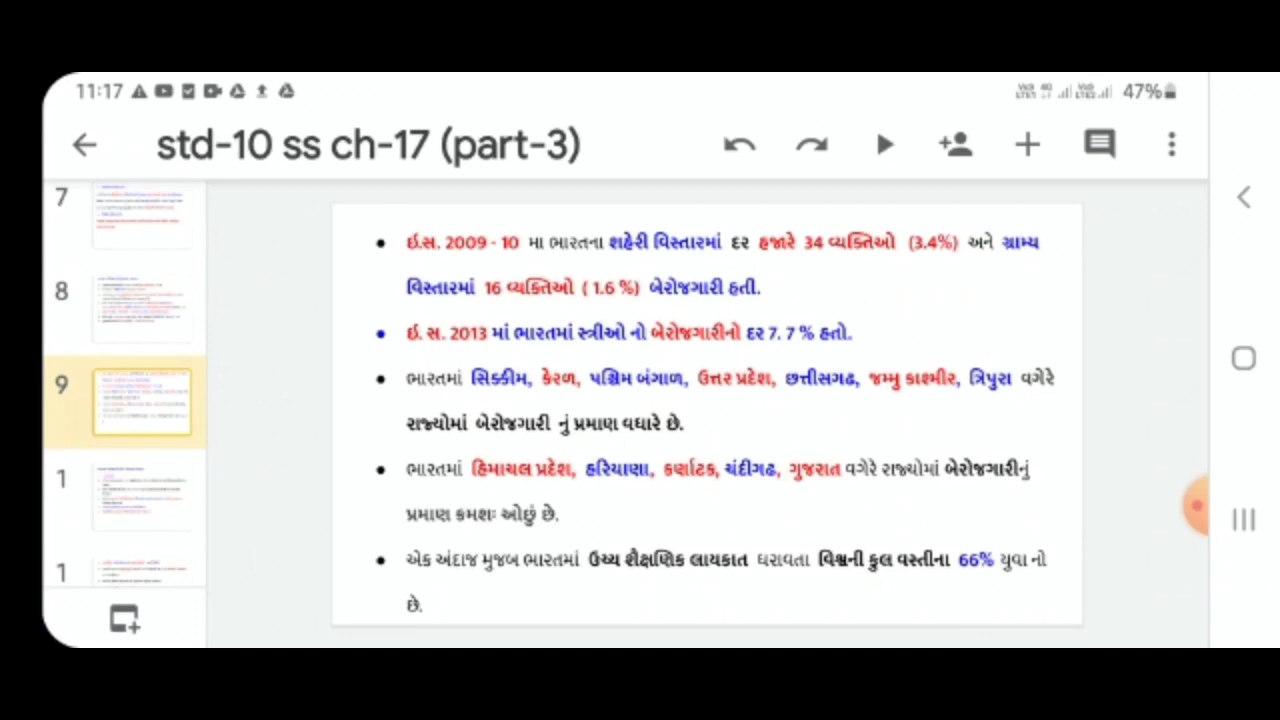 11:17 47%
std-10 ss ch-17 (part-3)
7
8
9
1
1
ઇ.સ. 2009 - 10 મા ભારતના શહેરી વિસ્તારમાં દર હજારે 34 વ્યક્તિઓ (3.4%) અને ગ્રામ્ય
વિસ્તારમાં 16 વ્યક્તિઓ ( 1.6 %) બેરોજગારી હતી.
ઇ. સ. 2013 માં ભારતમાં સ્ત્રીઓ નો બેરોજગારીનો દર 7. 7 % હતો.
ભારતમાં સિક્કીમ, કેરળ, પશ્ચિમ બંગાળ, ઉત્તર પ્રદેશ, છત્તીસગઢ, જમ્મુ કાશ્મીર, ત્રિપુરા વગેરે
રાજ્યોમાં બેરોજગારી નું પ્રમાણ વધારે છે.
ભારતમાં હિમાચલ પ્રદેશ, હરિયાણા, કર્ણાટક, ચંદીગઢ, ગુજરાત વગેરે રાજ્યોમાં બેરોજગારીનું
પ્રમાણ કમશઃ ઓછું છે.
એક અંદાજ મુજબ ભારતમાં ઉચ્ચ શૈક્ષણિક લાયકાત ધરાવતા વિશ્વની કુલ વસ્તીના 66% યુવા નો
છે.